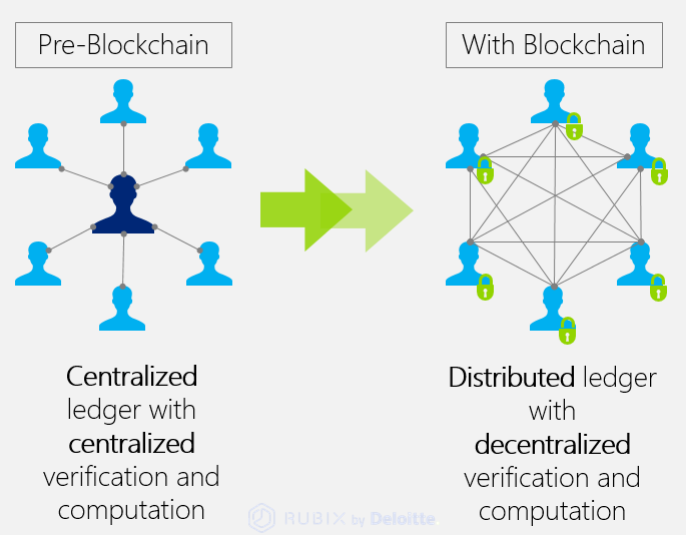 Pre-Blockchain
With Blockchain
Centralized
ledger with
centralized
verification and
computation
Distributed ledger
with
decentralized
verification and
computation
RUBIX by Deloitte.